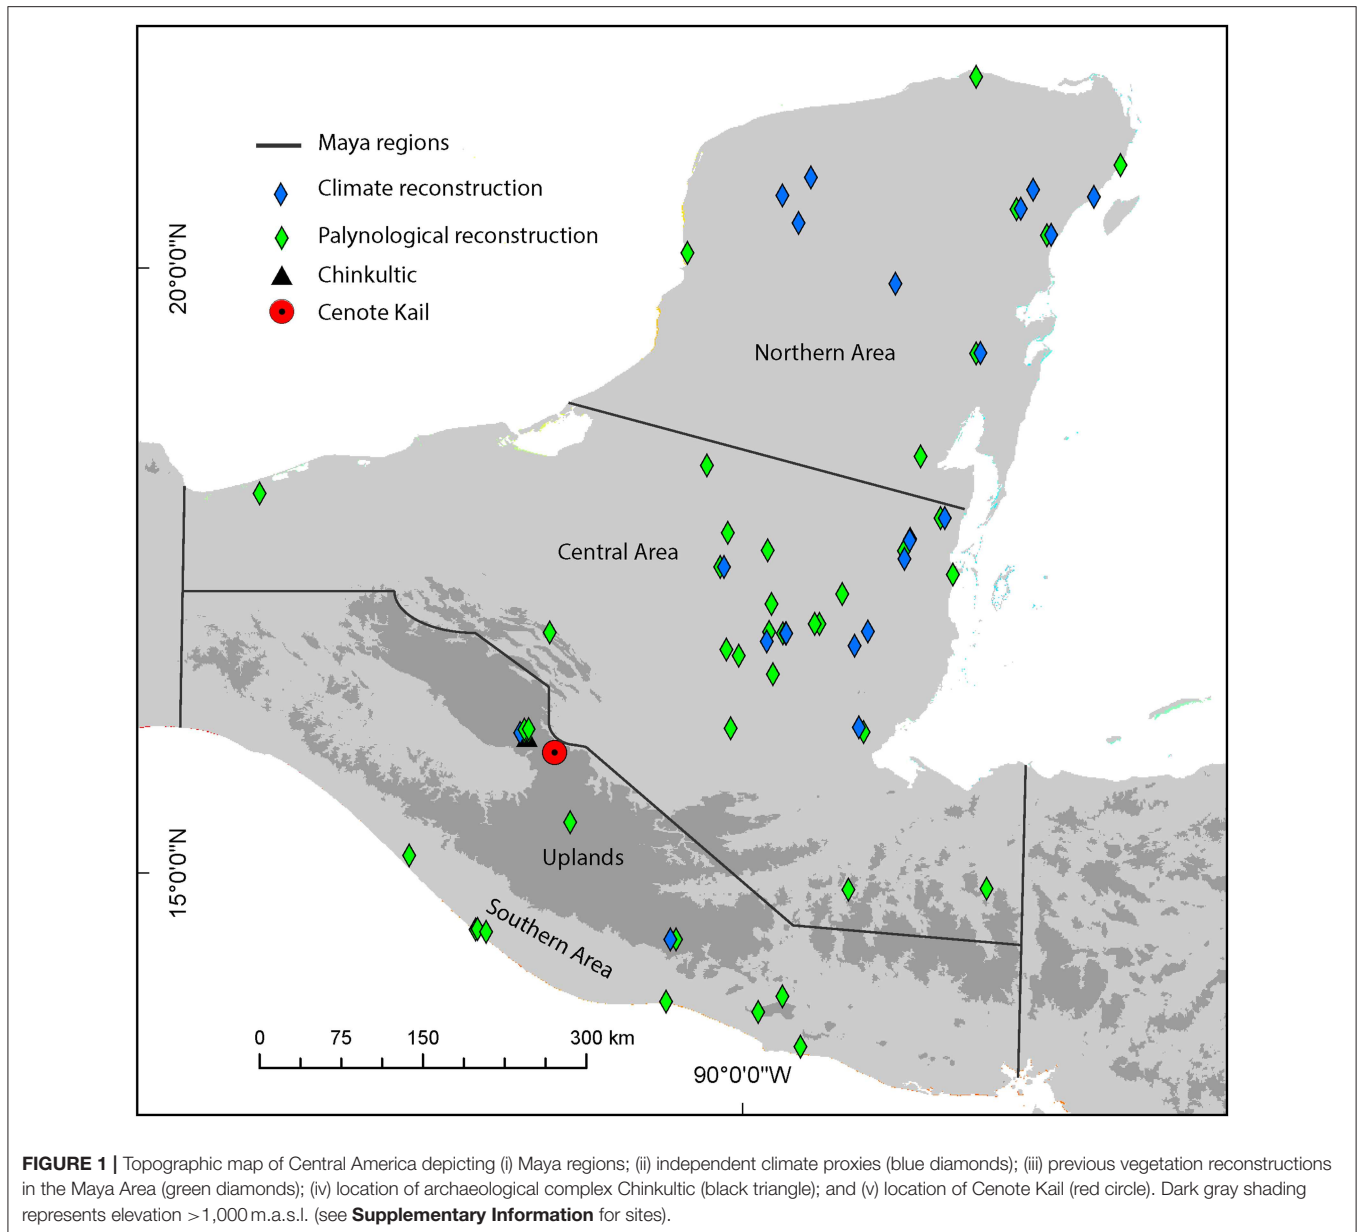 Maya regions
Climate reconstruction
Palynological reconstruction
Chinkultic
Cenote Kail
20°0'0"N
Northern Area
Central Area
15°0'0"N
Uplands
Southern Area
0 75 150 300 km
90°0'0"W
FIGURE 1 | Topographic map of Central America depicting (i) Maya regions; (ii) independent climate proxies (blue diamonds); (iii) previous vegetation reconstructions
in the Maya Area (green diamonds); (iv) location of archaeological complex Chinkultic (black triangle); and (v) location of Cenote Kail (red circle). Dark gray shading
represents elevation >1,000 m.a.s.l. (see Supplementary Information for sites).